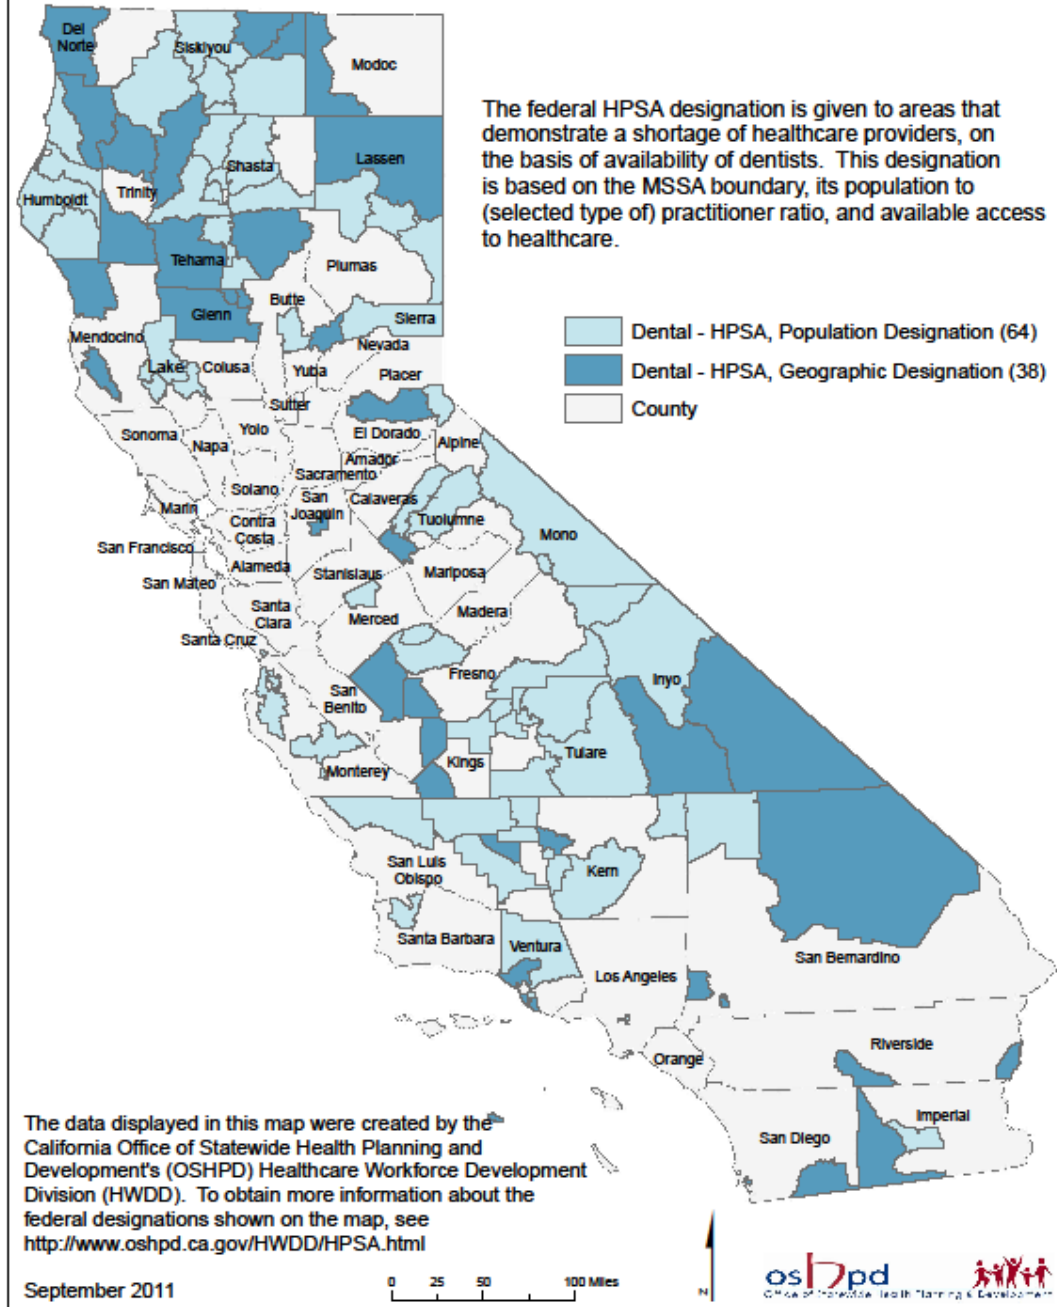 Del
Norte
Siskiyou
Modoc
The federal HPSA designation is given to areas that
demonstrate a shortage of healthcare providers, on
the basis of availability of dentists.  This designation
is based on the MSSA boundary, its population to
(selected type of) practitioner ratio, and available access
to healthcare.
Shasta
Lassen
Trinity
Humboldt
Tehama
Plumas
Butte
Glenn
Sierra
Dental - HPSA, Population Designation (64)
Dental - HPSA, Geographic Designation (38)
County
Mendocino
Nevada
Lake
Colusa
Yuba
Placer
Sutter
Sonoma
Napa
Yolo
El Dorado
Alpine
Amador
Sacramento
Solano
San
Joaquin
Calaveras
Marin
Contra
Costa
Tuolumne
Mono
San Francisco
Alameda
Stanislaus
Mariposa
San Mateo
Santa
Clara
Merced
Madera
Santa Cruz
Fresno
San
Benito
Inyo
Monterey
Kings
Tulare
San Luis
Obispo
Kern
Santa Barbara
Ventura
Los Angeles
San Bernardino
Orange
Riverside
San Diego
Imperial
The data displayed in this map were created by the
California Office of Statewide Health Planning and
Development's (OSHPD) Healthcare Workforce Development
Division (HWDD).  To obtain more information about the
federal designations shown on the map, see
http://www.oshpd.ca.gov/HWDD/HPSA.html
September 2011
0 25 50 100 Miles
N
oshpd
Office of Statewide Health Planning & Development